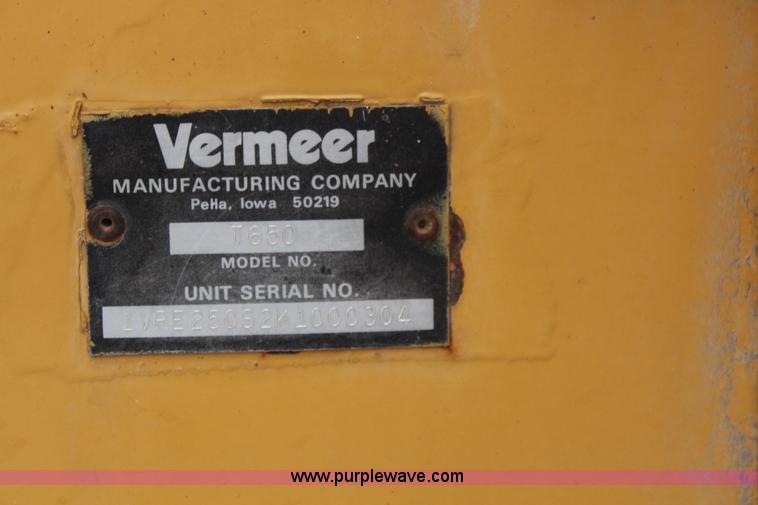 Vermeer
MANUFACTURING COMPANY
Pella, Iowa 50219
T650
MODEL NO.
UNIT SERIAL NO.
1VRE250S2K1000304
www.purplewave.com